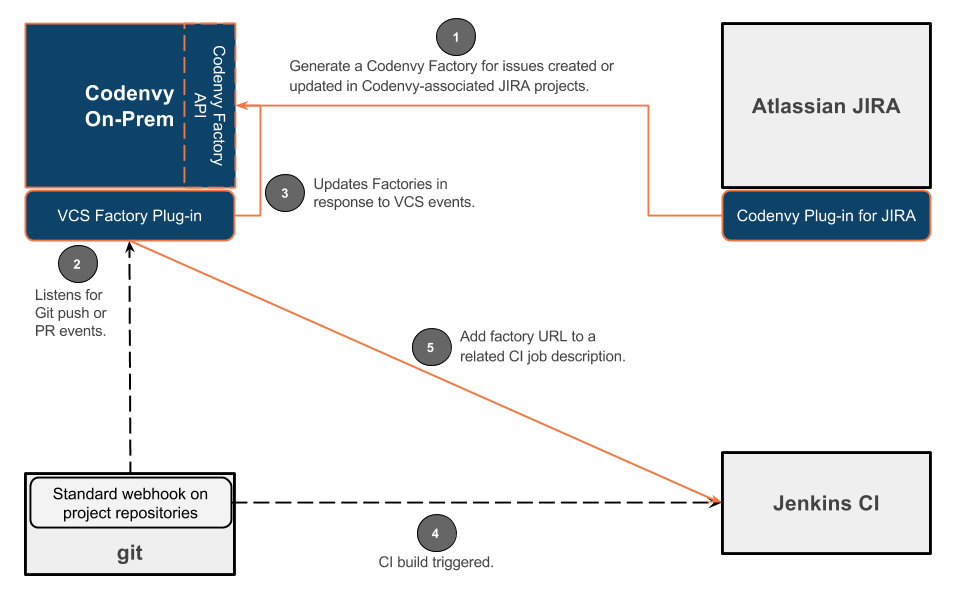 1
Generate a Codenvy Factory for issues created or
updated in Codenvy-associated JIRA projects.
Codenvy
On-Prem
Codenvy Factory
API
Atlassian JIRA
3
Updates Factories in
response to VCS events.
VCS Factory Plug-in
Codenvy Plug-in for JIRA
2
Listens for
Git push or
PR events.
5
Add factory URL to a
related CI job description.
Standard webhook on
project repositories
git
4
CI build triggered.
Jenkins CI